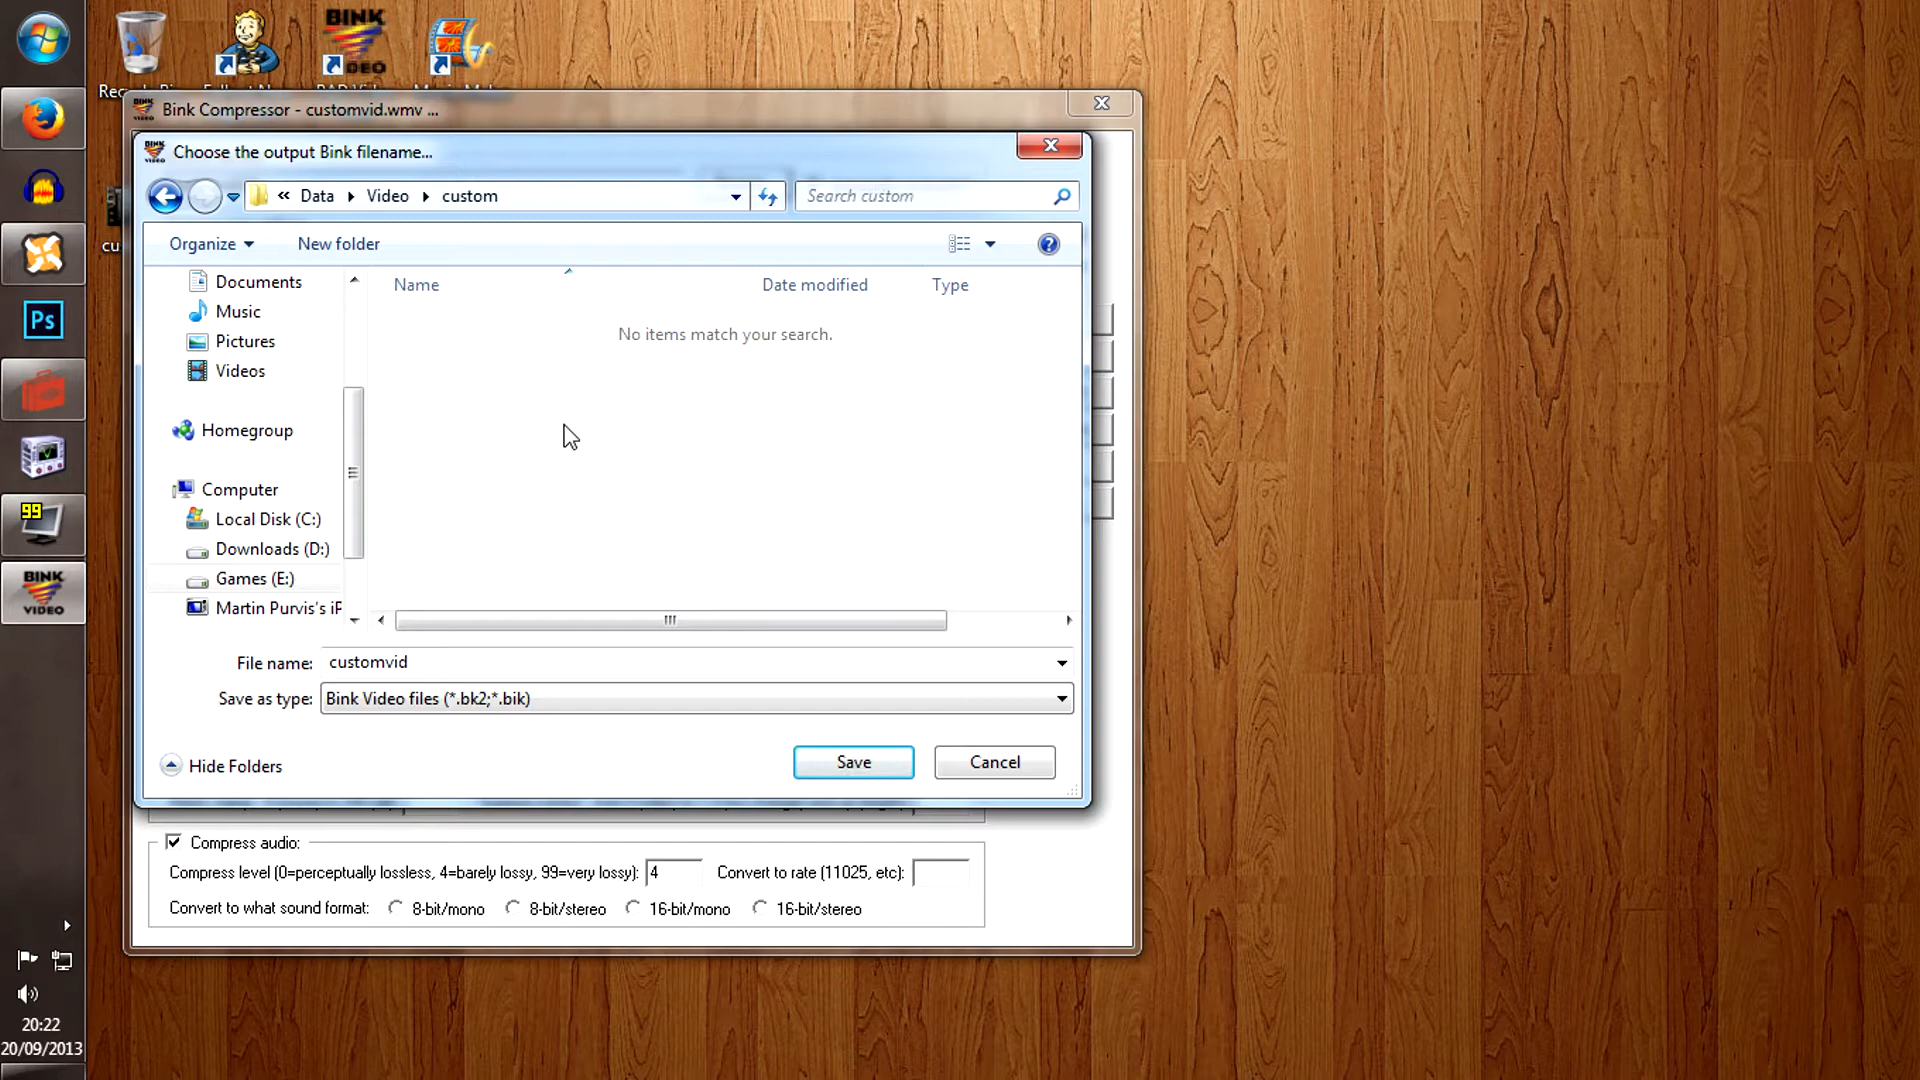 BINK
VIDEO
Bink Compressor - customvid.wmv ...
Choose the output Bink filename...
« Data Video custom
Search custom
Organize
New folder
Documents
Music
Pictures
Videos
Homegroup
Computer
Local Disk (C:)
Downloads (D:)
Games (E:)
Martin Purvis's iP
Name
Date modified
Type
No items match your search.
File name: customvid
Save as type: Bink Video files (*.bk2;*.bik)
Hide Folders
Save
Cancel
Compress audio:
Compress level (0=perceptually lossless, 4=barely lossy, 99=very lossy): 4
Convert to rate (11025, etc):
Convert to what sound format: 8-bit/mono 8-bit/stereo 16-bit/mono 16-bit/stereo
Ps
99
BINK
VIDEO
20:22
20/09/2013